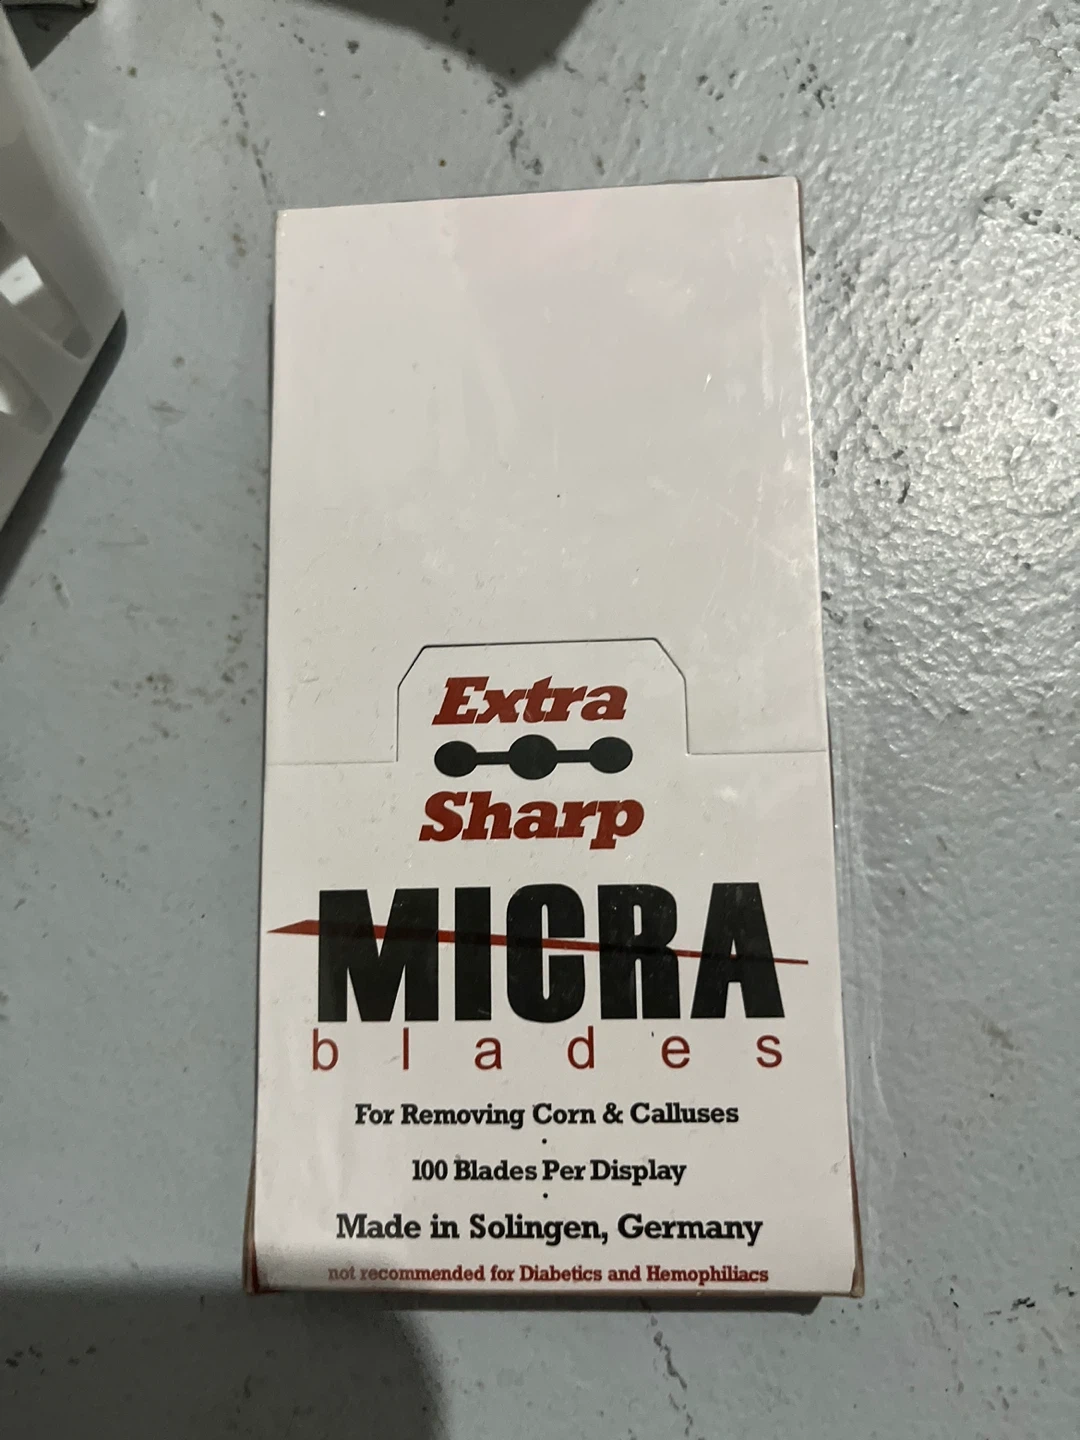 Extra
Sharp
MICRA
blades
For Removing Corn & Calluses
·
100 Blades Per Display
·
Made in Solingen, Germany
not recommended for Diabetics and Hemophiliacs